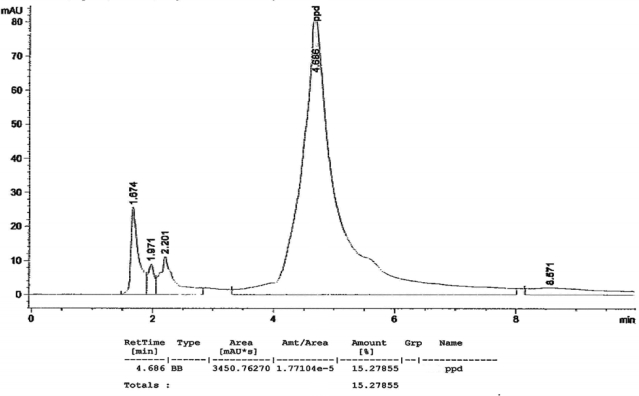 mAU
80
70
60
50
40
30
20
10
0
1.674
1.971
2.201
4.686 ppd
8.571
0 2 4 6 8 min
RetTime Type Area Amt/Area Amount Grp Name
[min] [mAU*s] [%]
4.686 BB 3450.76270 1.77104e-5 15.27855 ppd
Totals : 15.27855